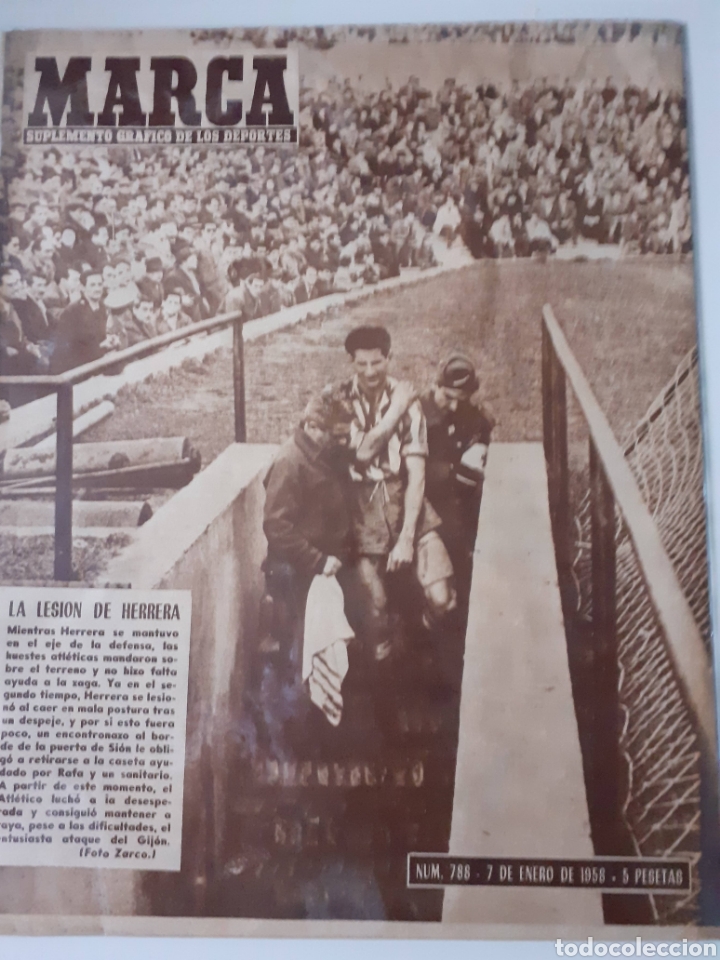 MARCA
SUPLEMENTO GRAFICO DE LOS DEPORTES
LA LESION DE HERRERA
Mientras Herrera se mantuvo
en el eje de la defensa, las
huestes atléticas mandaron so-
bre el terreno y no hizo falta
ayuda a la zaga. Ya en el se-
gundo tiempo, Herrera se lesio-
nó al caer en mala postura tras
un despeje, y por si esto fuera
poco, un encontronazo al bor-
de de la puerta de Sión le obli-
gó a retirarse a la caseta ayu-
dado por Rafa y un sanitario.
A partir de este momento, el
Atlético luchó a la desespe-
rada y consiguió mantener a
raya, pese a las dificultades, el
entusiasta ataque del Gijón.
(Foto Zarco.)
NUM. 788 - 7 DE ENERO DE 1958 - 5 PESETAS
todocoleccion